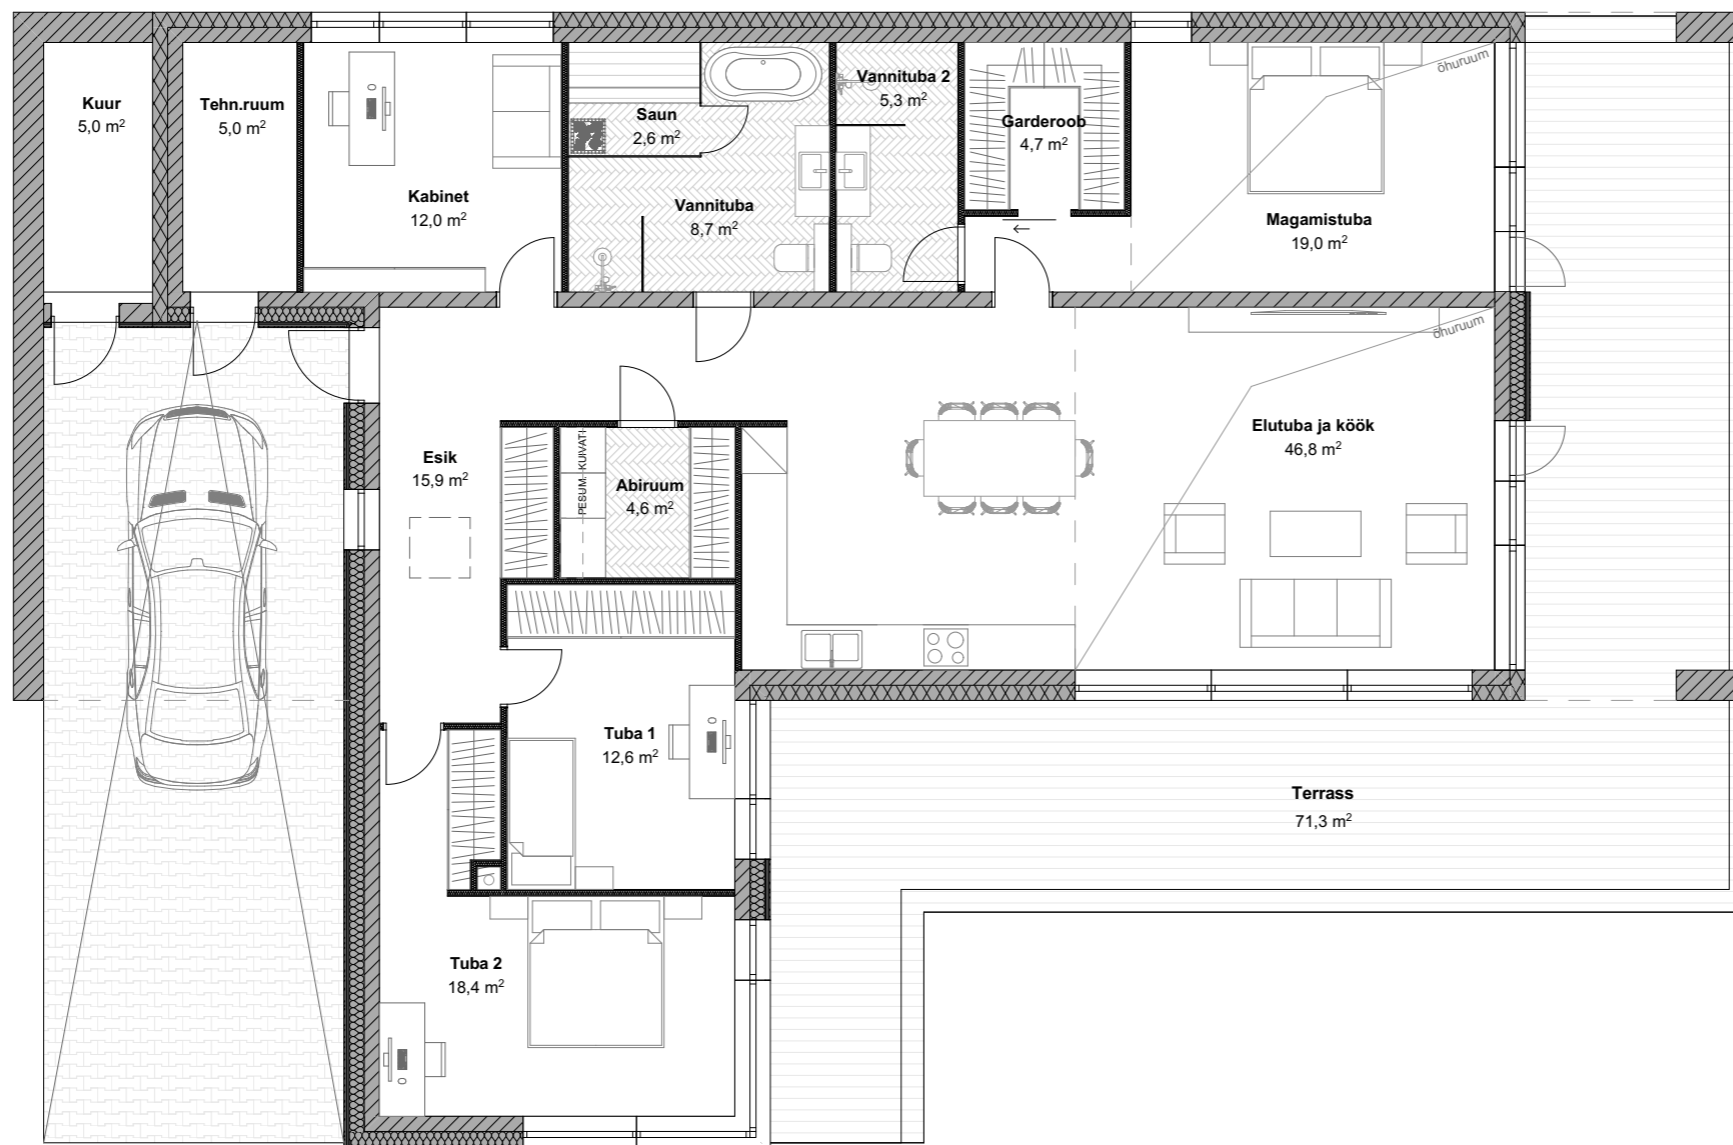 Kuur
5,0 m²
Tehn.ruum
5,0 m²
Kabinet
12,0 m²
Saun
2,6 m²
Vannituba
8,7 m²
Vannituba 2
5,3 m²
Garderoob
4,7 m²
õhuruum
Magamistuba
19,0 m²
õhuruum
Elutuba ja köök
46,8 m²
Esik
15,9 m²
PESUM. KUIVATI
Abiruum
4,6 m²
Tuba 1
12,6 m²
Terrass
71,3 m²
Tuba 2
18,4 m²